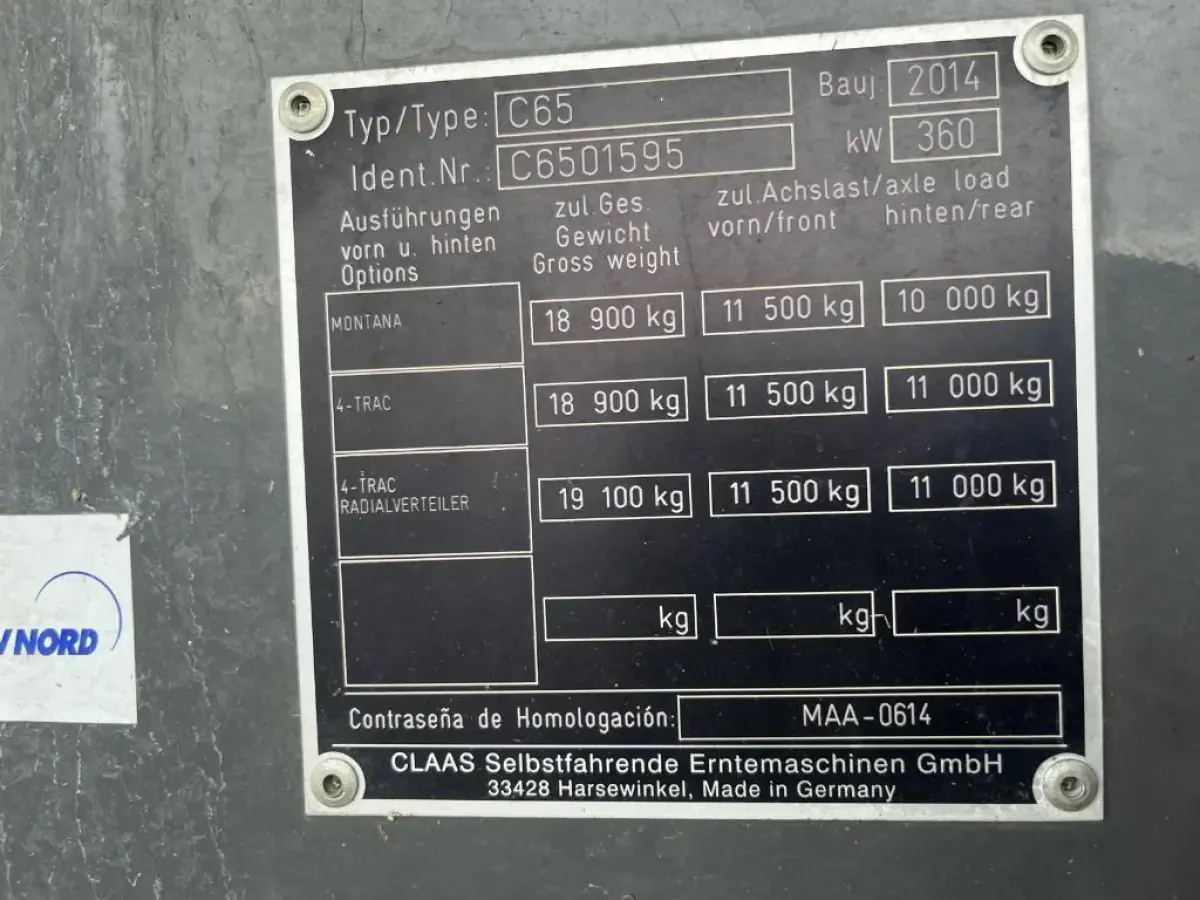 Typ/Type: C65 Bauj. 2014
Ident.Nr.: C6501595 kW 360
Ausführungen vorn u. hinten Options
zul.Ges. Gewicht Gross weight
zul.Achslast/axle load
vorn/front hinten/rear
MONTANA 18 900 kg 11 500 kg 10 000 kg
4-TRAC 18 900 kg 11 500 kg 11 000 kg
4-TRAC
RADIALVERTEILER 19 100 kg 11 500 kg 11 000 kg
kg kg kg
Contraseña de Homologación: MAA-0614
CLAAS Selbstfahrende Erntemaschinen GmbH
33428 Harsewinkel, Made in Germany
NORD